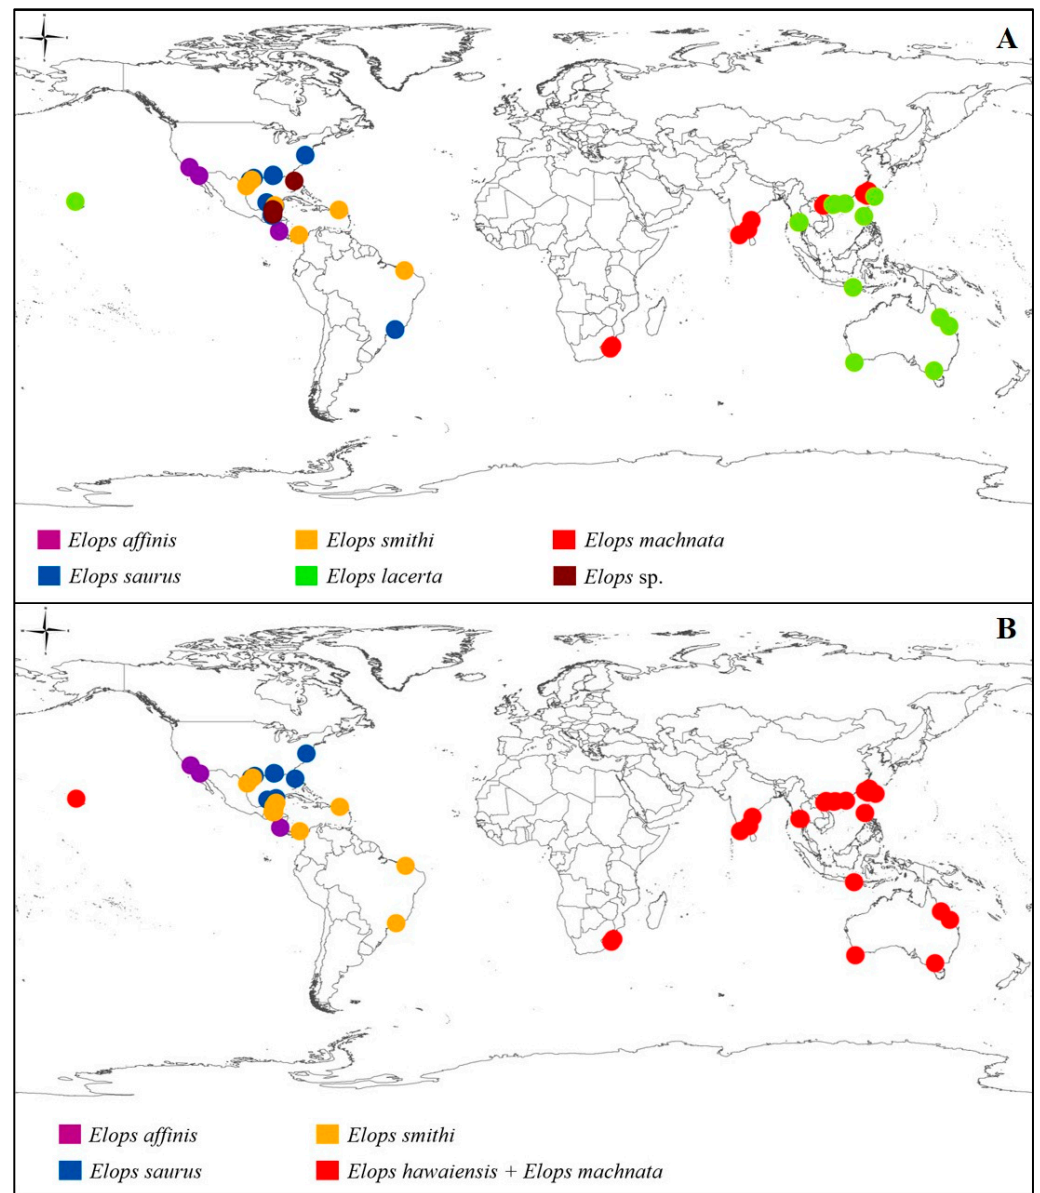 A
Elops affinis
Elops smithi
Elops machnata
Elops saurus
Elops lacerta
Elops sp.
B
Elops affinis
Elops smithi
Elops saurus
Elops hawaiensis + Elops machnata